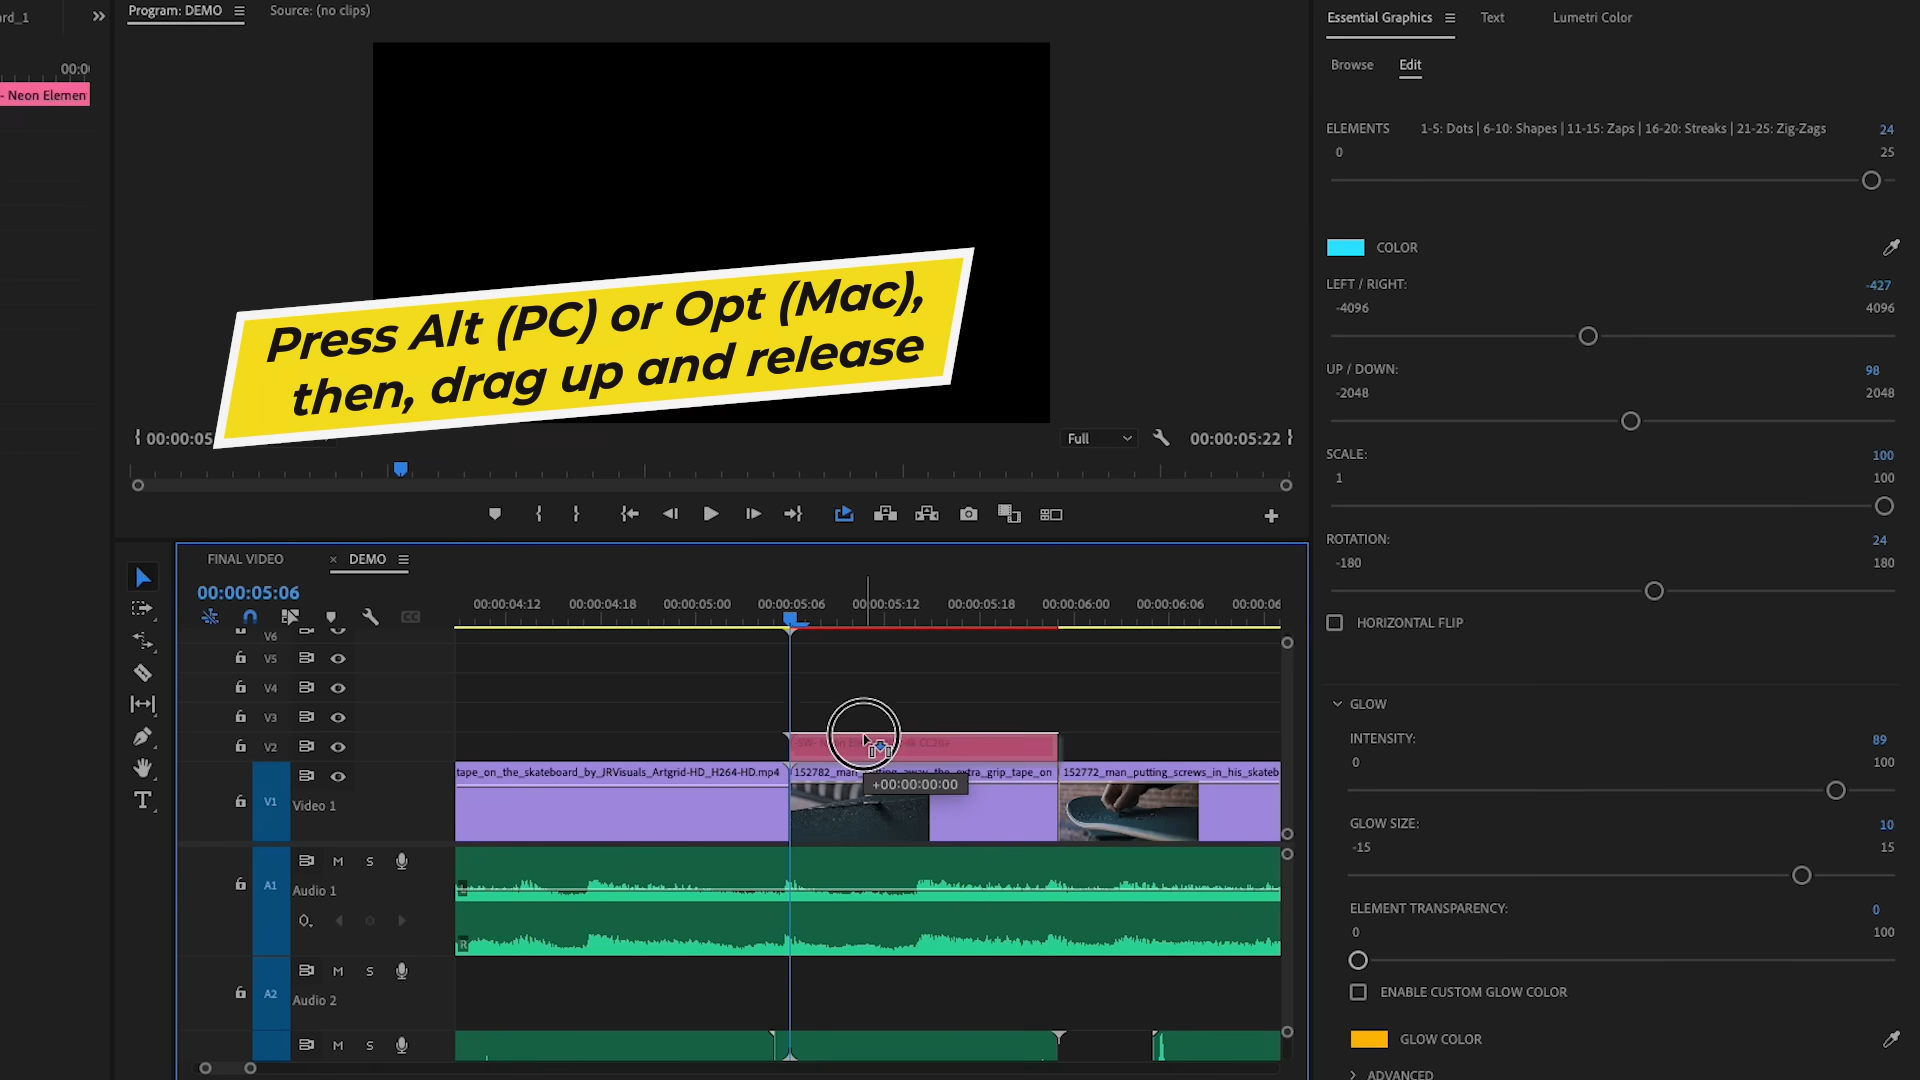 Program: DEMO
Source: (no clips)
Essential Graphics
Text
Lumetri Color
Browse
Edit
- Neon Elemen
ELEMENTS
1-5: Dots | 6-10: Shapes | 11-15: Zaps | 16-20: Streaks | 21-25: Zig-Zags
24
0
25
COLOR
LEFT / RIGHT:
-427
-4096
4096
UP / DOWN:
98
-2048
2048
SCALE:
100
1
100
ROTATION:
24
-180
180
HORIZONTAL FLIP
GLOW
INTENSITY:
89
0
100
GLOW SIZE:
10
-15
15
ELEMENT TRANSPARENCY:
0
0
100
ENABLE CUSTOM GLOW COLOR
GLOW COLOR
ADVANCED
Press Alt (PC) or Opt (Mac),
then, drag up and release
00:00:05
Full
00:00:05:22
FINAL VIDEO
× DEMO
00:00:05:06
00:00:04:12
00:00:04:18
00:00:05:00
00:00:05:06
00:00:05:12
00:00:05:18
00:00:06:00
00:00:06:06
00:00:06
V6
V5
V4
V3
V2
tape_on_the_skateboard_by_JRVisuals_Artgrid-HD_H264-HD.mp4
152772_man_putting_screws_in_his_skateb
+00:00:00:00
V1
Video 1
A1
M
S
Audio 1
L
R
A2
M
S
Audio 2
M
S